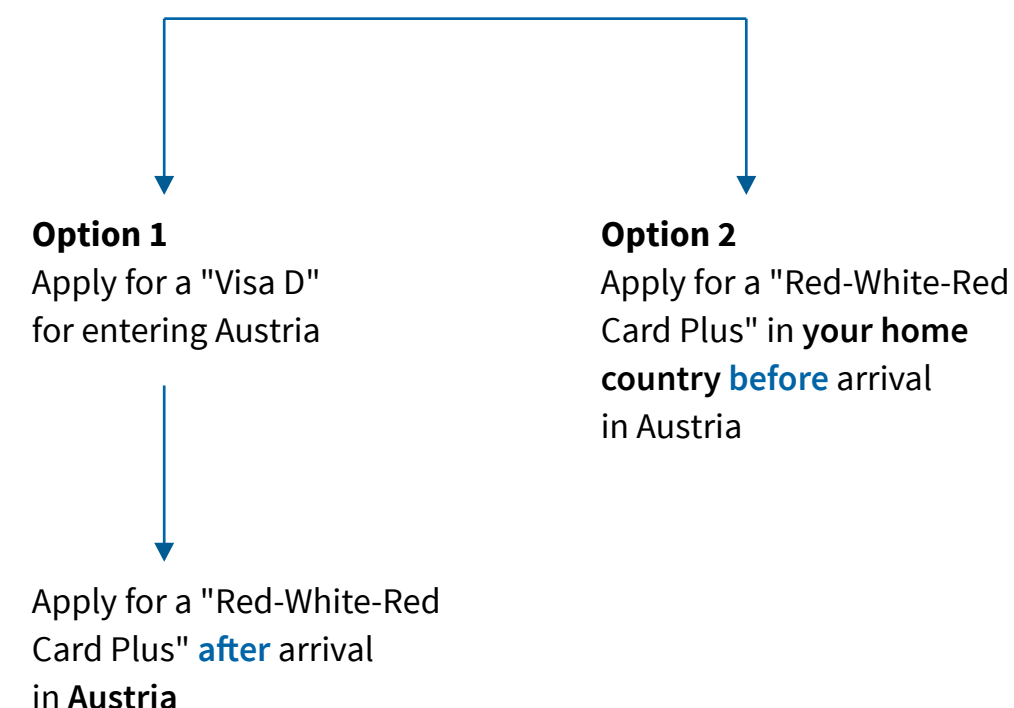 Option 1
Apply for a "Visa D"
for entering Austria
Option 2
Apply for a "Red-White-Red
Card Plus" in your home
country before arrival
in Austria
Apply for a "Red-White-Red
Card Plus" after arrival
in Austria